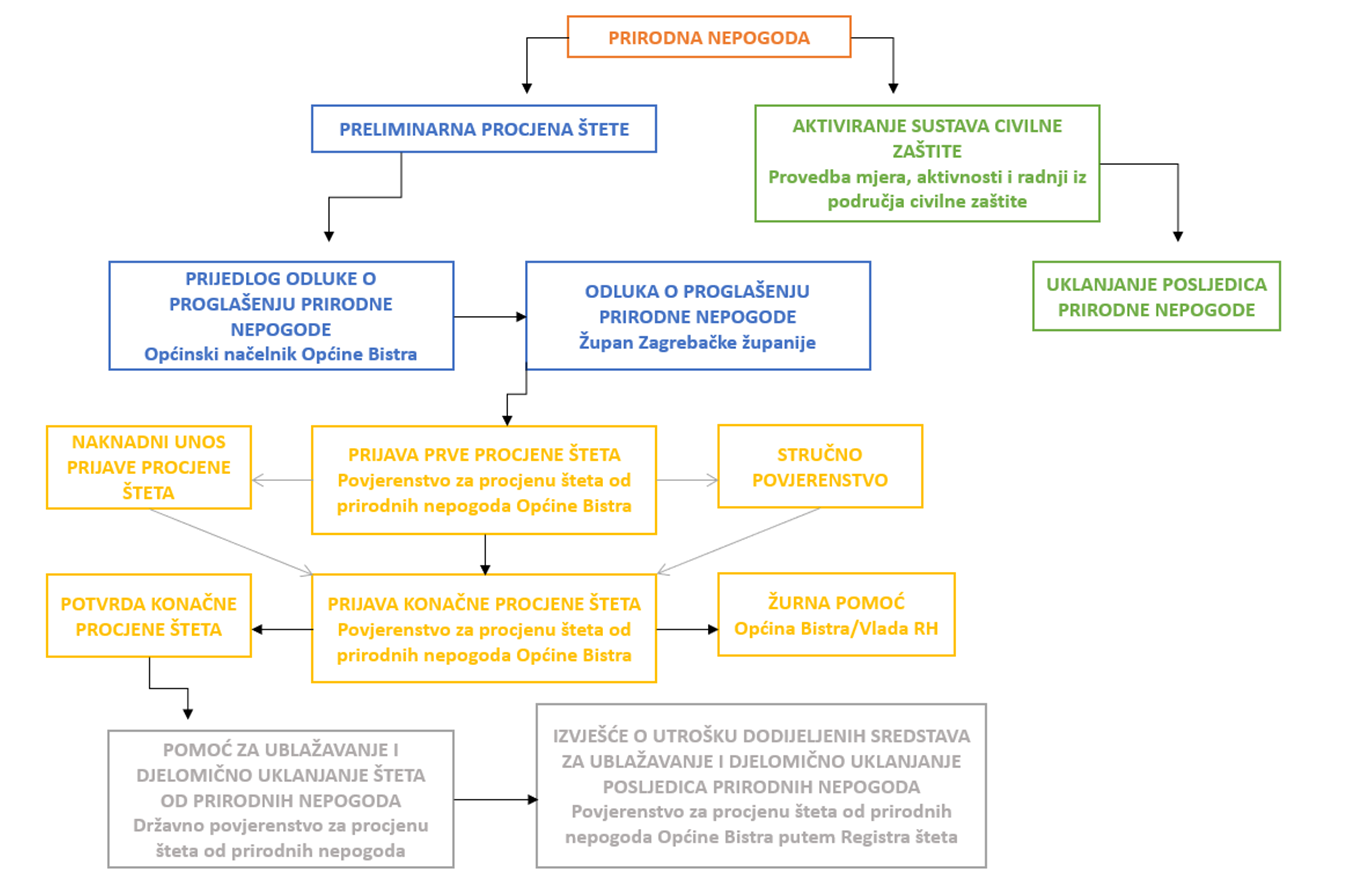 PRIRODNA NEPOGODA
PRELIMINARNA PROCJENA ŠTETE
AKTIVIRANJE SUSTAVA CIVILNE
ZAŠTITE
Provedba mjera, aktivnosti i radnji iz
područja civilne zaštite
PRIJEDLOG ODLUKE O
PROGLAŠENJU PRIRODNE
NEPOGODE
Općinski načelnik Općine Bistra
ODLUKA O PROGLAŠENJU
PRIRODNE NEPOGODE
Župan Zagrebačke županije
UKLANJANJE POSLJEDICA
PRIRODNE NEPOGODE
NAKNADNI UNOS
PRIJAVE PROCJENE
ŠTETA
PRIJAVA PRVE PROCJENE ŠTETA
Povjerenstvo za procjenu šteta od
prirodnih nepogoda Općine Bistra
STRUČNO
POVJERENSTVO
POTVRDA KONAČNE
PROCJENE ŠTETA
PRIJAVA KONAČNE PROCJENE ŠTETA
Povjerenstvo za procjenu šteta od
prirodnih nepogoda Općine Bistra
ŽURNA POMOĆ
Općina Bistra/Vlada RH
POMOĆ ZA UBLAŽAVANJE I
DJELOMIČNO UKLANJANJE ŠTETA
OD PRIRODNIH NEPOGODA
Državno povjerenstvo za procjenu
šteta od prirodnih nepogoda
IZVJEŠĆE O UTROŠKU DODIJELJENIH SREDSTAVA
ZA UBLAŽAVANJE I DJELOMIČNO UKLANJANJE
POSLJEDICA PRIRODNIH NEPOGODA
Povjerenstvo za procjenu šteta od prirodnih
nepogoda Općine Bistra putem Registra šteta